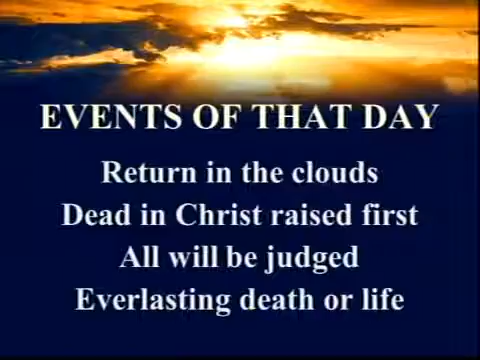 EVENTS OF THAT DAY
Return in the clouds
Dead in Christ raised first
All will be judged
Everlasting death or life